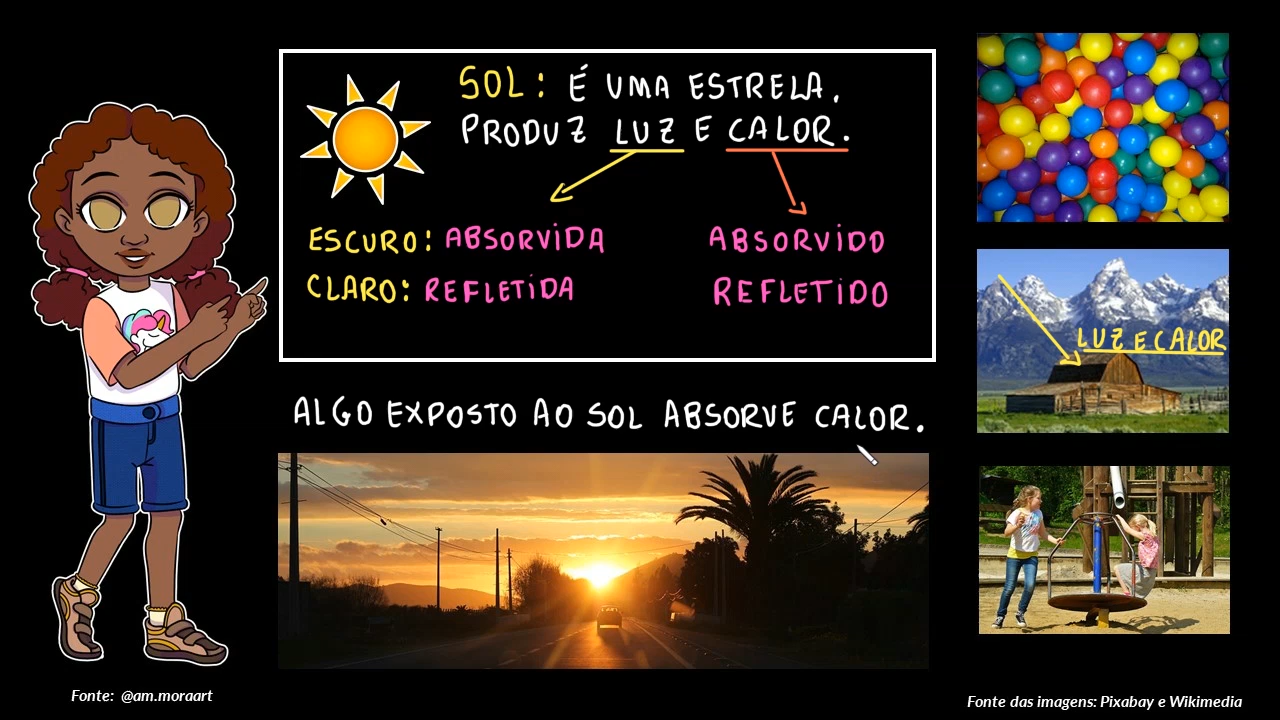 SOL: É UMA ESTRELA.
PRODUZ LUZ E CALOR.
ESCURO: ABSORVIDA ABSORVIDO
CLARO: REFLETIDA REFLETIDO
ALGO EXPOSTO AO SOL ABSORVE CALOR.
LUZ E CALOR
Fonte: @am.moraart
Fonte das imagens: Pixabay e Wikimedia